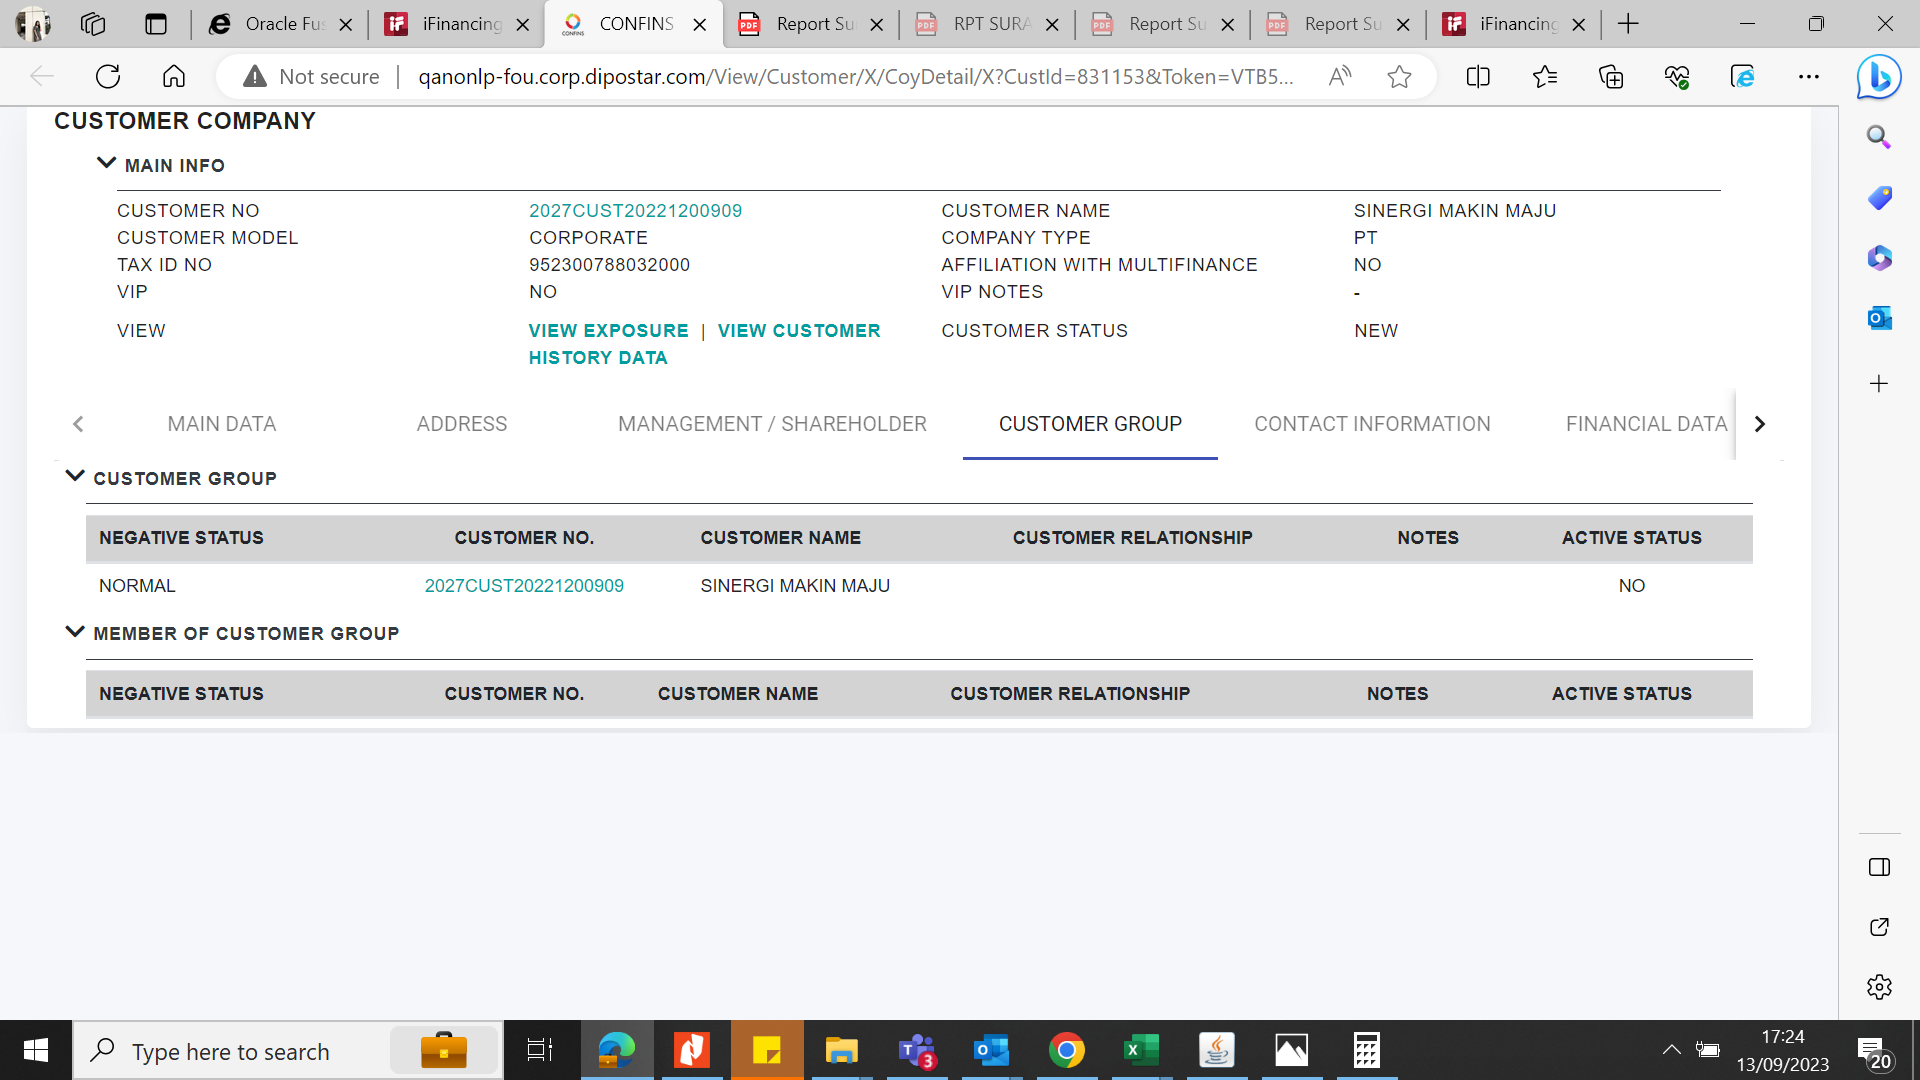 Oracle Fus
iFinancing
CONFINS
Report Su
RPT SURA
Report Su
Report Su
iFinancing
Not secure
qanonlp-fou.corp.dipostar.com/View/Customer/X/CoyDetail/X?CustId=831153&Token=VTB5...
CUSTOMER COMPANY
MAIN INFO
CUSTOMER NO 2027CUST20221200909 CUSTOMER NAME SINERGI MAKIN MAJU
CUSTOMER MODEL CORPORATE COMPANY TYPE PT
TAX ID NO 952300788032000 AFFILIATION WITH MULTIFINANCE NO
VIP NO VIP NOTES -
VIEW VIEW EXPOSURE | VIEW CUSTOMER CUSTOMER STATUS NEW
HISTORY DATA
MAIN DATA ADDRESS MANAGEMENT / SHAREHOLDER CUSTOMER GROUP CONTACT INFORMATION FINANCIAL DATA
CUSTOMER GROUP
NEGATIVE STATUS CUSTOMER NO. CUSTOMER NAME CUSTOMER RELATIONSHIP NOTES ACTIVE STATUS
NORMAL 2027CUST20221200909 SINERGI MAKIN MAJU NO
MEMBER OF CUSTOMER GROUP
NEGATIVE STATUS CUSTOMER NO. CUSTOMER NAME CUSTOMER RELATIONSHIP NOTES ACTIVE STATUS
Type here to search
3
17:24
13/09/2023
20